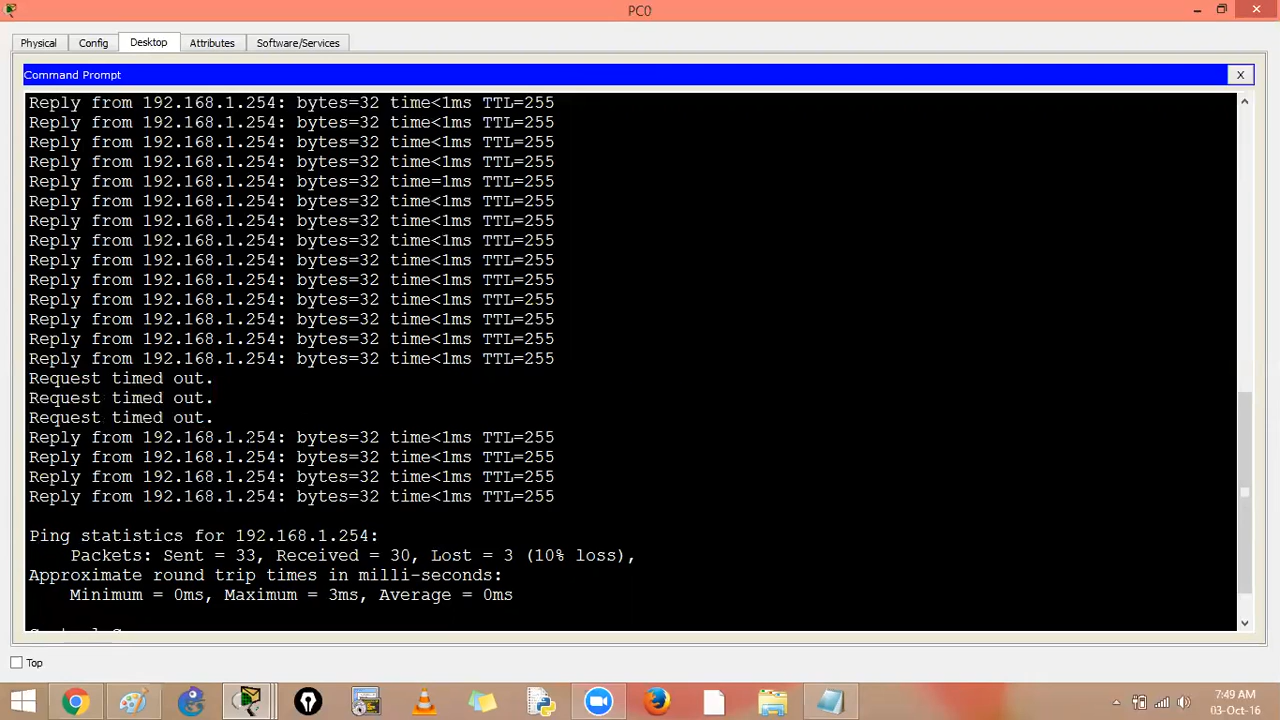 PC0
Physical
Config
Desktop
Attributes
Software/Services
Command Prompt
X
Reply from 192.168.1.254: bytes=32 time<1ms TTL=255
Reply from 192.168.1.254: bytes=32 time<1ms TTL=255
Reply from 192.168.1.254: bytes=32 time<1ms TTL=255
Reply from 192.168.1.254: bytes=32 time<1ms TTL=255
Reply from 192.168.1.254: bytes=32 time=1ms TTL=255
Reply from 192.168.1.254: bytes=32 time<1ms TTL=255
Reply from 192.168.1.254: bytes=32 time<1ms TTL=255
Reply from 192.168.1.254: bytes=32 time<1ms TTL=255
Reply from 192.168.1.254: bytes=32 time<1ms TTL=255
Reply from 192.168.1.254: bytes=32 time<1ms TTL=255
Reply from 192.168.1.254: bytes=32 time<1ms TTL=255
Reply from 192.168.1.254: bytes=32 time<1ms TTL=255
Reply from 192.168.1.254: bytes=32 time<1ms TTL=255
Reply from 192.168.1.254: bytes=32 time<1ms TTL=255
Request timed out.
Request timed out.
Request timed out.
Reply from 192.168.1.254: bytes=32 time<1ms TTL=255
Reply from 192.168.1.254: bytes=32 time<1ms TTL=255
Reply from 192.168.1.254: bytes=32 time<1ms TTL=255
Reply from 192.168.1.254: bytes=32 time<1ms TTL=255
Ping statistics for 192.168.1.254:
Packets: Sent = 33, Received = 30, Lost = 3 (10% loss),
Approximate round trip times in milli-seconds:
Minimum = 0ms, Maximum = 3ms, Average = 0ms
Top
7:49 AM
03-Oct-16